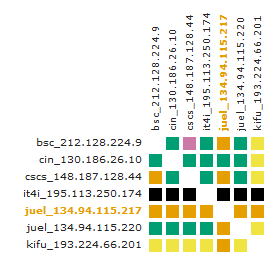 bsc_212.128.224.9
cin_130.186.26.10
cscs_148.187.128.44
it4i_195.113.250.174
juel_134.94.115.217
juel_134.94.115.220
kifu_193.224.66.201
bsc_212.128.224.9
cin_130.186.26.10
cscs_148.187.128.44
it4i_195.113.250.174
juel_134.94.115.217
juel_134.94.115.220
kifu_193.224.66.201